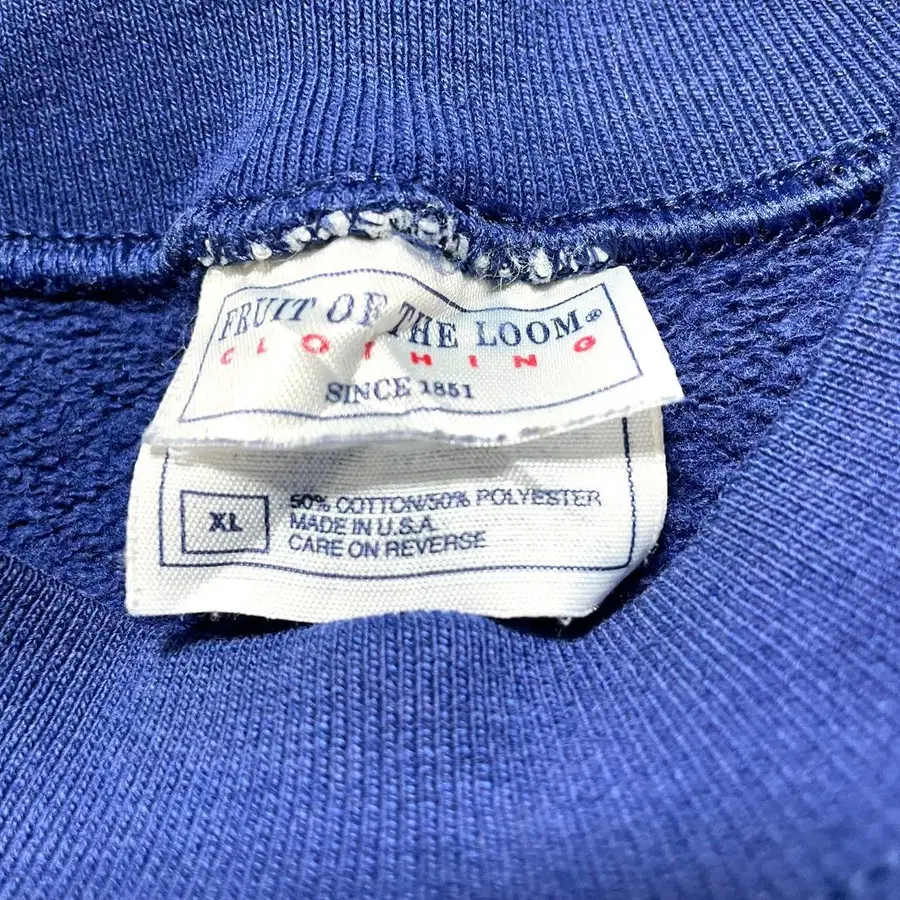 FRUIT OF THE LOOM®
CLOTHING
SINCE 1851
XL
50% COTTON/50% POLYESTER
MADE IN U.S.A.
CARE ON REVERSE